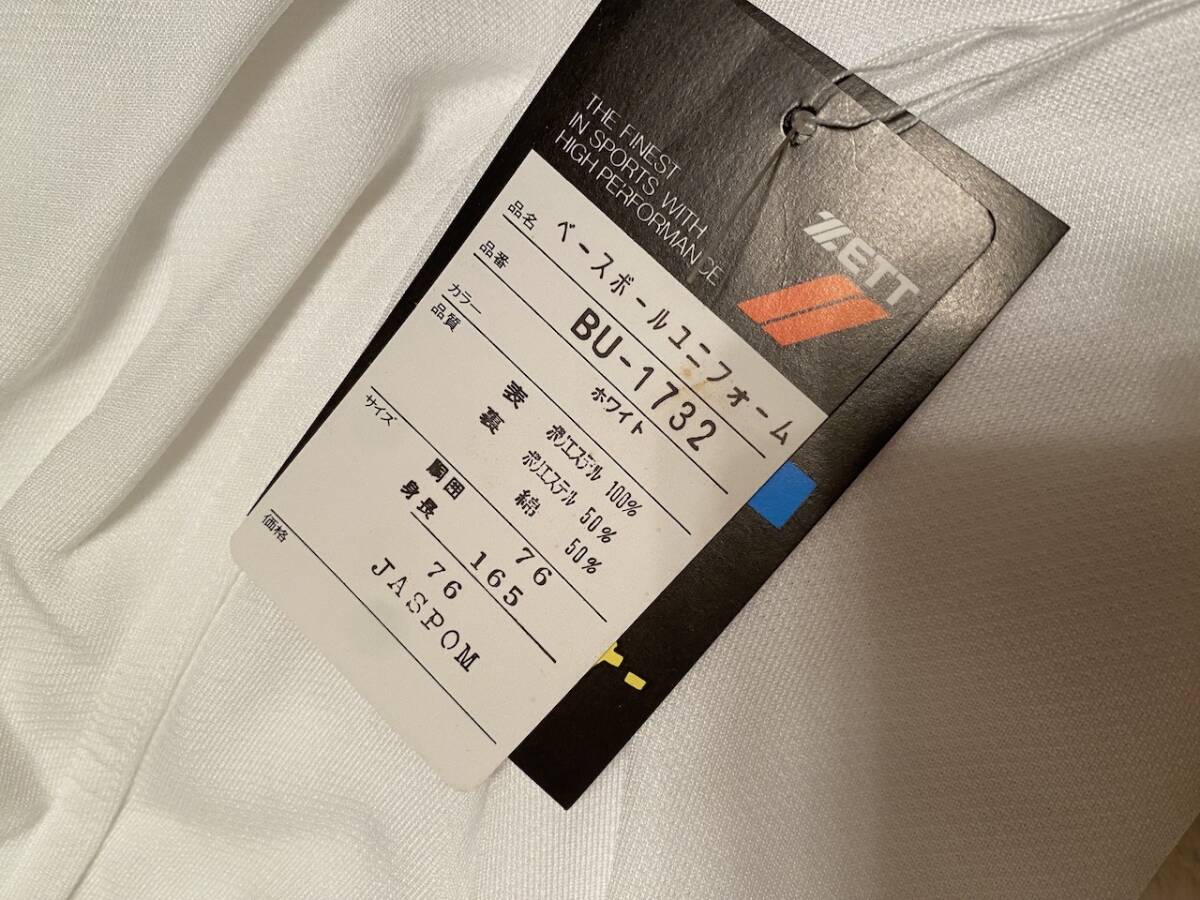 THE FINEST
IN SPORTS WITH
HIGH PERFORMANCE
ZETT
品名 ベースボールユニフォーム
品番 BU-1732
カラー ホワイト
品質 表 ポリエステル 100%
裏 ポリエステル 50%
綿 50%
サイズ 胴囲 76
身長 165
76
JASPOM
価格